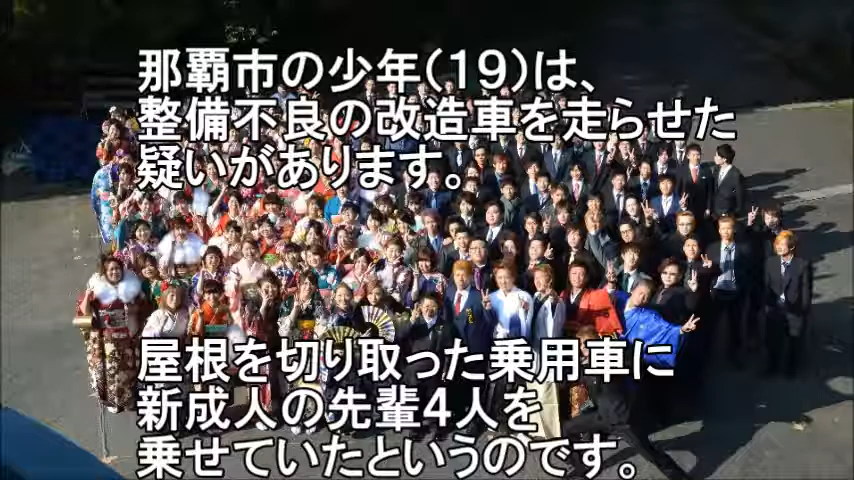 那覇市の少年(19)は、
整備不良の改造車を走らせた
疑いがあります。
屋根を切り取った乗用車に
新成人の先輩4人を
乗せていたというのです。